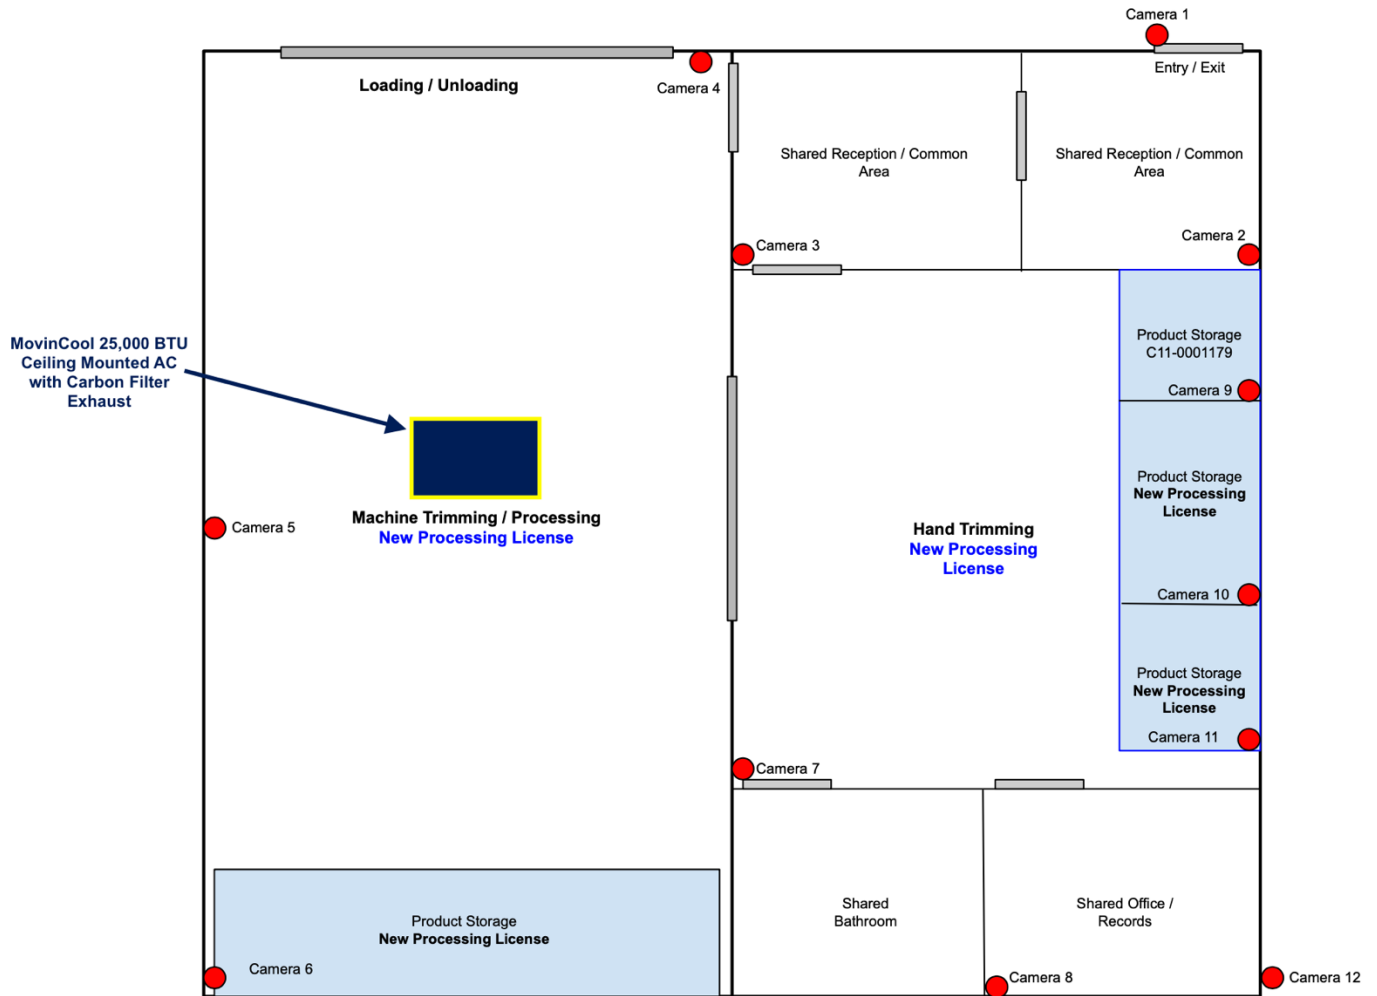 Camera 1
Entry / Exit
Loading / Unloading
Camera 4
Shared Reception / Common
Area
Shared Reception / Common
Area
Camera 3
Camera 2
MovinCool 25,000 BTU
Ceiling Mounted AC
with Carbon Filter
Exhaust
Product Storage
C11-0001179
Camera 9
Product Storage
New Processing
License
Camera 5
Machine Trimming / Processing
New Processing License
Hand Trimming
New Processing
License
Camera 10
Product Storage
New Processing
License
Camera 11
Camera 7
Product Storage
New Processing License
Camera 6
Shared
Bathroom
Shared Office /
Records
Camera 8
Camera 12